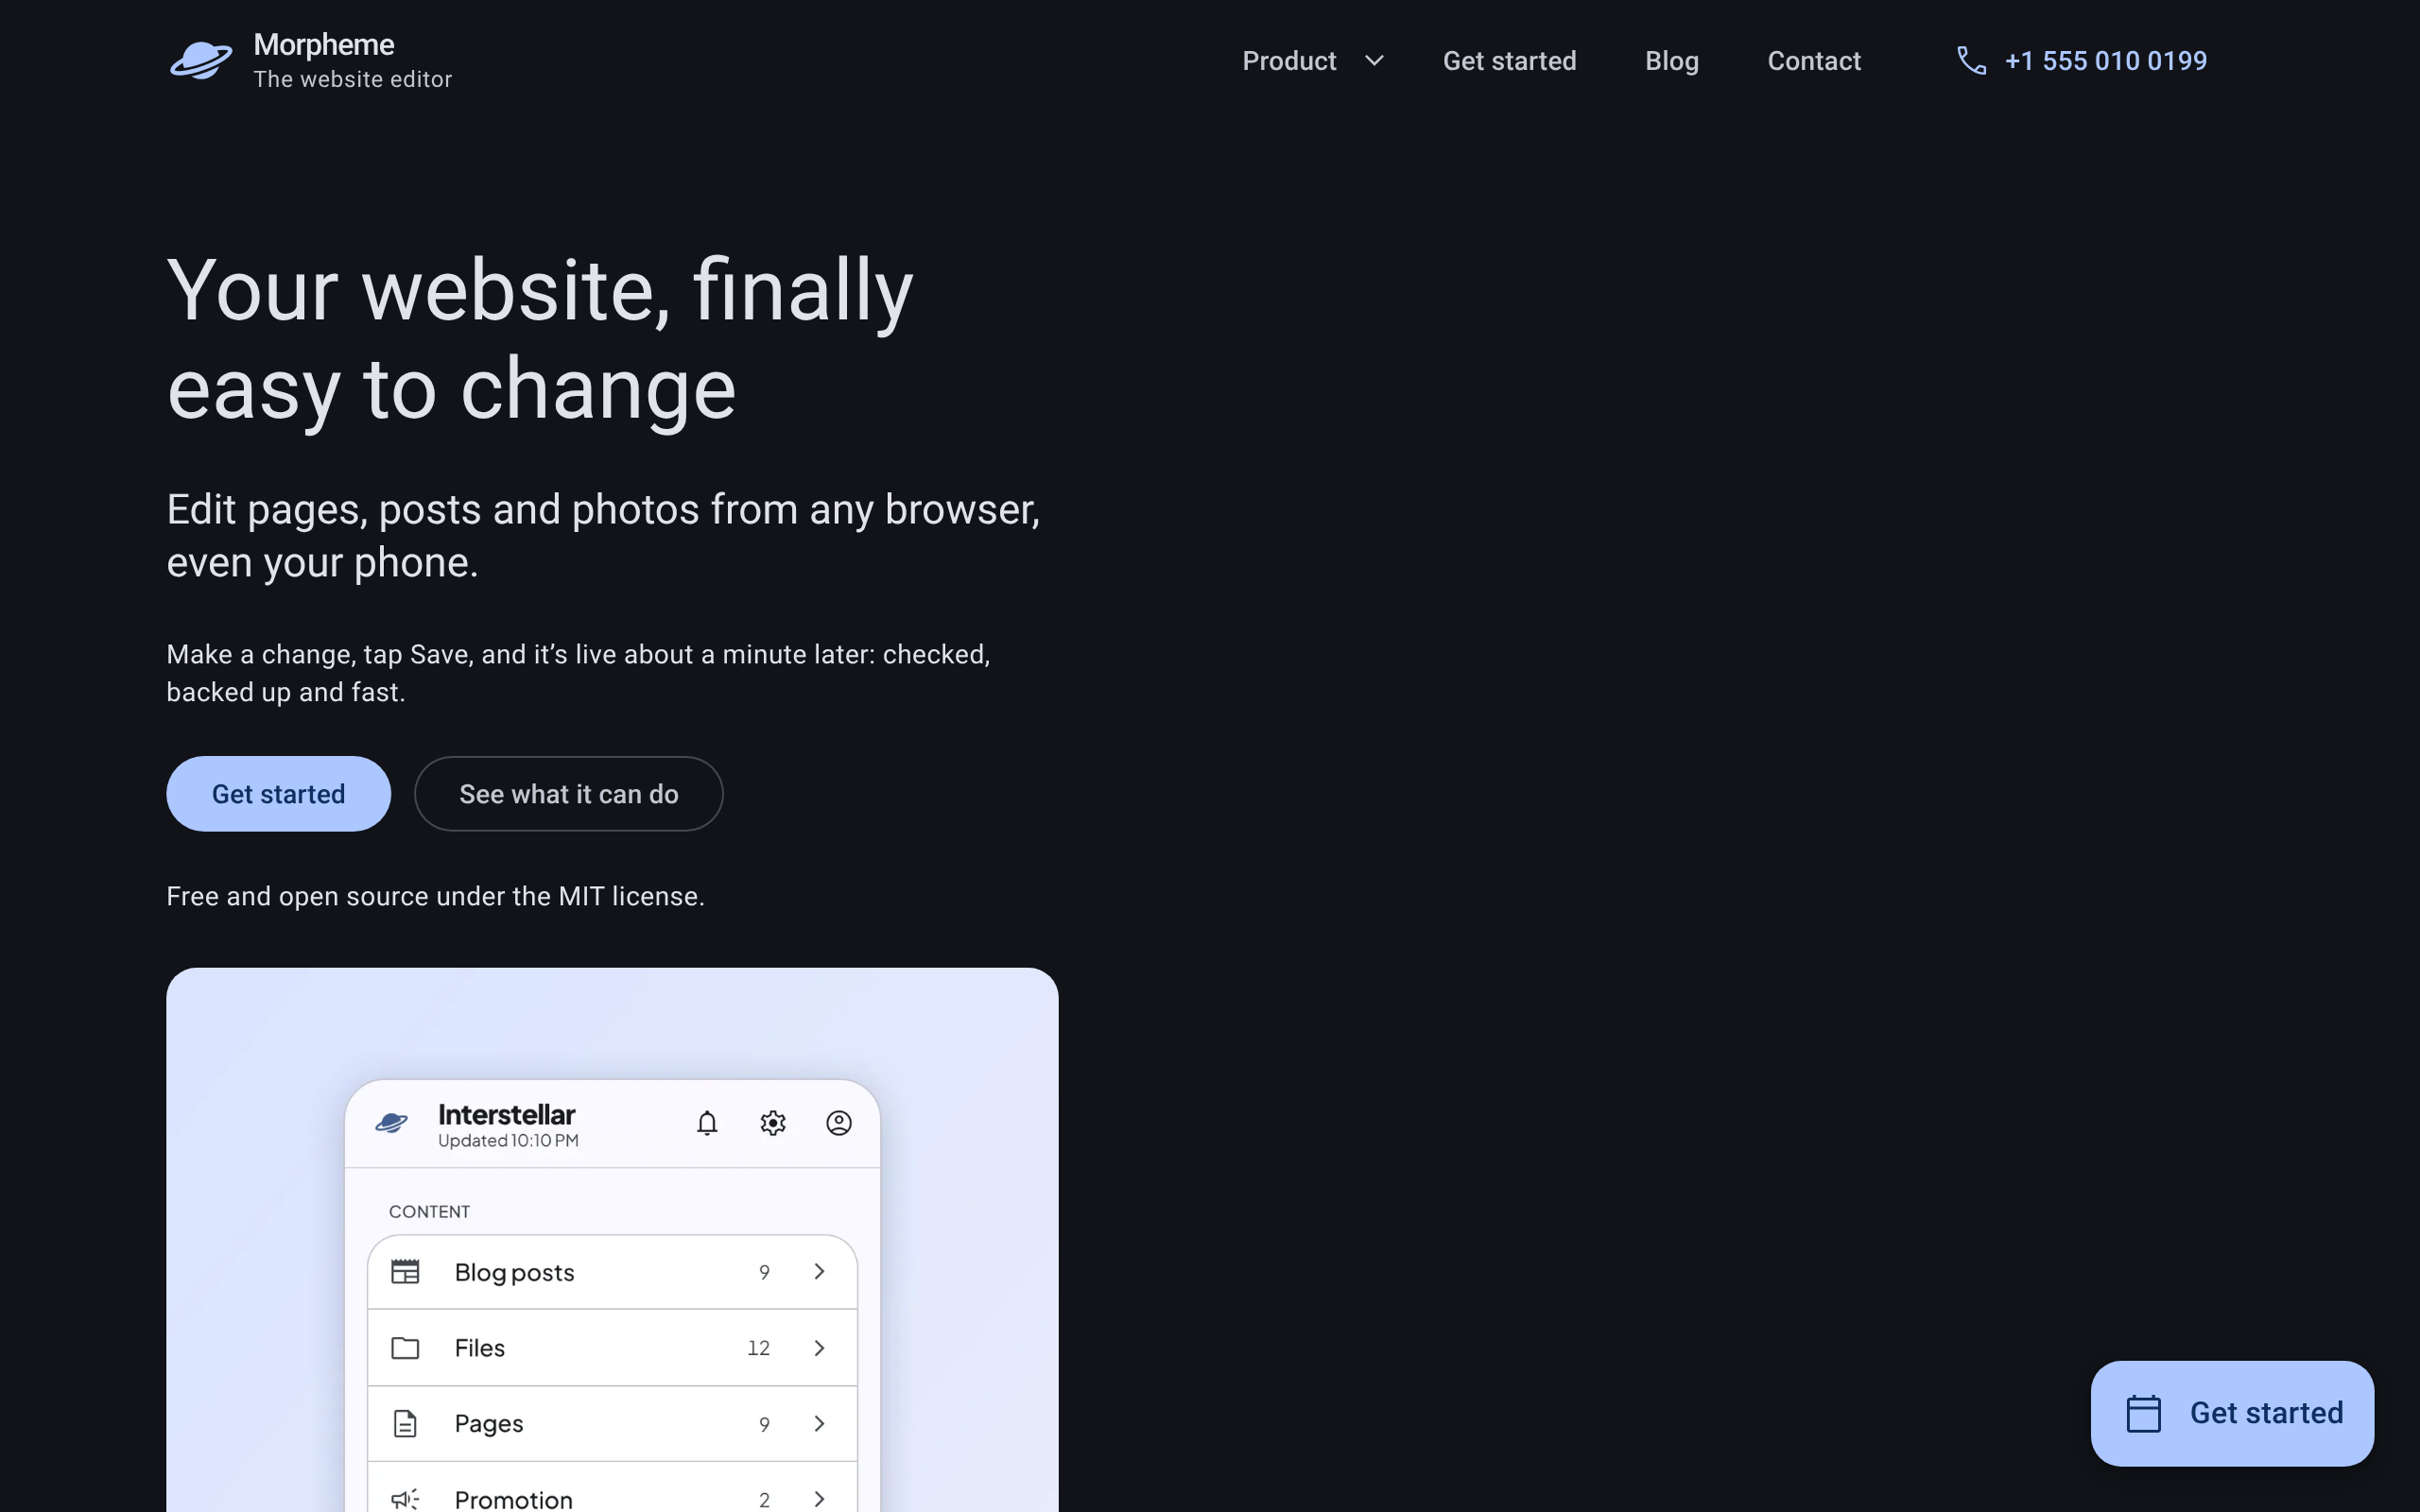 Morpheme
The website editor
Product
Get started
Blog
Contact
+1 555 010 0199
Your website, finally
easy to change
Edit pages, posts and photos from any browser,
even your phone.
Make a change, tap Save, and it’s live about a minute later: checked,
backed up and fast.
Get started
See what it can do
Free and open source under the MIT license.
Interstellar
Updated 10:10 PM
CONTENT
Blog posts 9
Files 12
Pages 9
Promotion 2
Get started